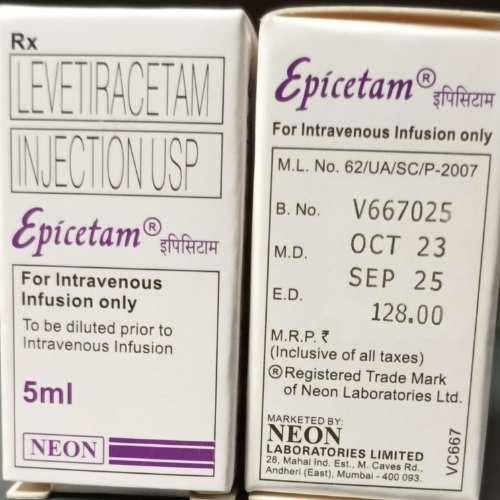 Rx
LEVETIRACETAM
INJECTION USP
Epicetam® इपिसिटाम
For Intravenous
Infusion only
To be diluted prior to
Intravenous Infusion
5ml
NEON
Epicetam® इपिसिटाम
For Intravenous Infusion only
M.L. No. 62/UA/SC/P-2007
B. No. V667025
M.D. OCT 23
E.D. SEP 25
128.00
M.R.P. ₹
(Inclusive of all taxes)
® Registered Trade Mark
of Neon Laboratories Ltd.
MARKETED BY:
NEON
LABORATORIES LIMITED
28, Mahal Ind. Est., M. Caves Rd.,
Andheri (East), Mumbai - 400 093.
VC667